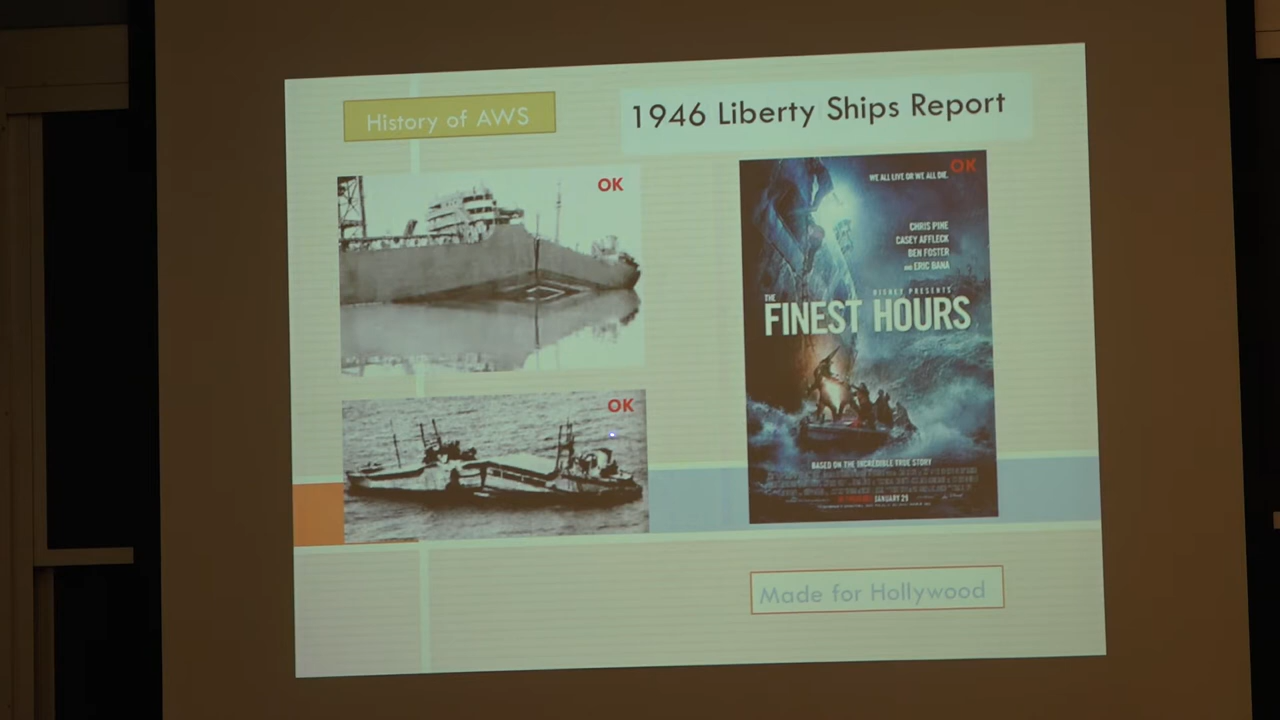 History of AWS
1946 Liberty Ships Report
OK
OK
OK
WE ALL LIVE OR WE ALL DIE.
CHRIS PINE
CASEY AFFLECK
BEN FOSTER
AND ERIC BANA
DISNEY PRESENTS
THE
FINEST HOURS
BASED ON THE INCREDIBLE TRUE STORY
JANUARY 29
Made for Hollywood